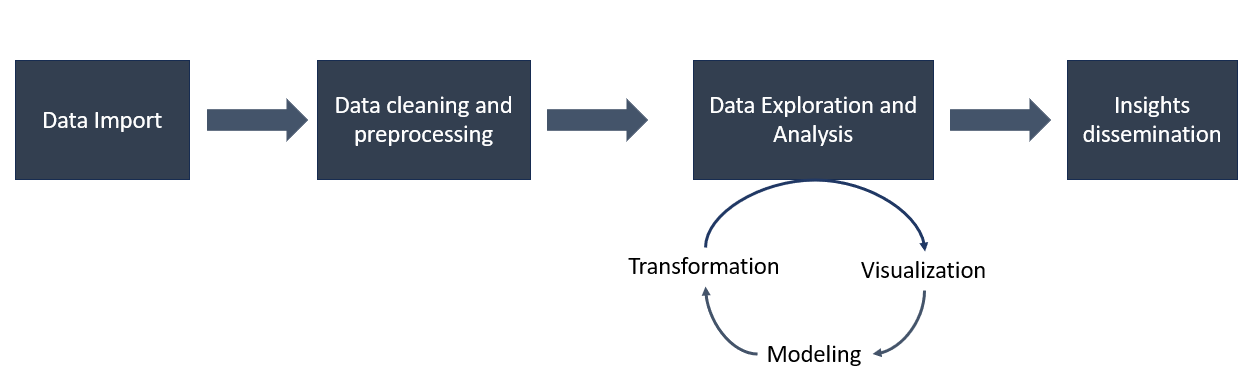 Data Import
Data cleaning and
preprocessing
Data Exploration and
Analysis
Insights
dissemination
Transformation
Visualization
Modeling